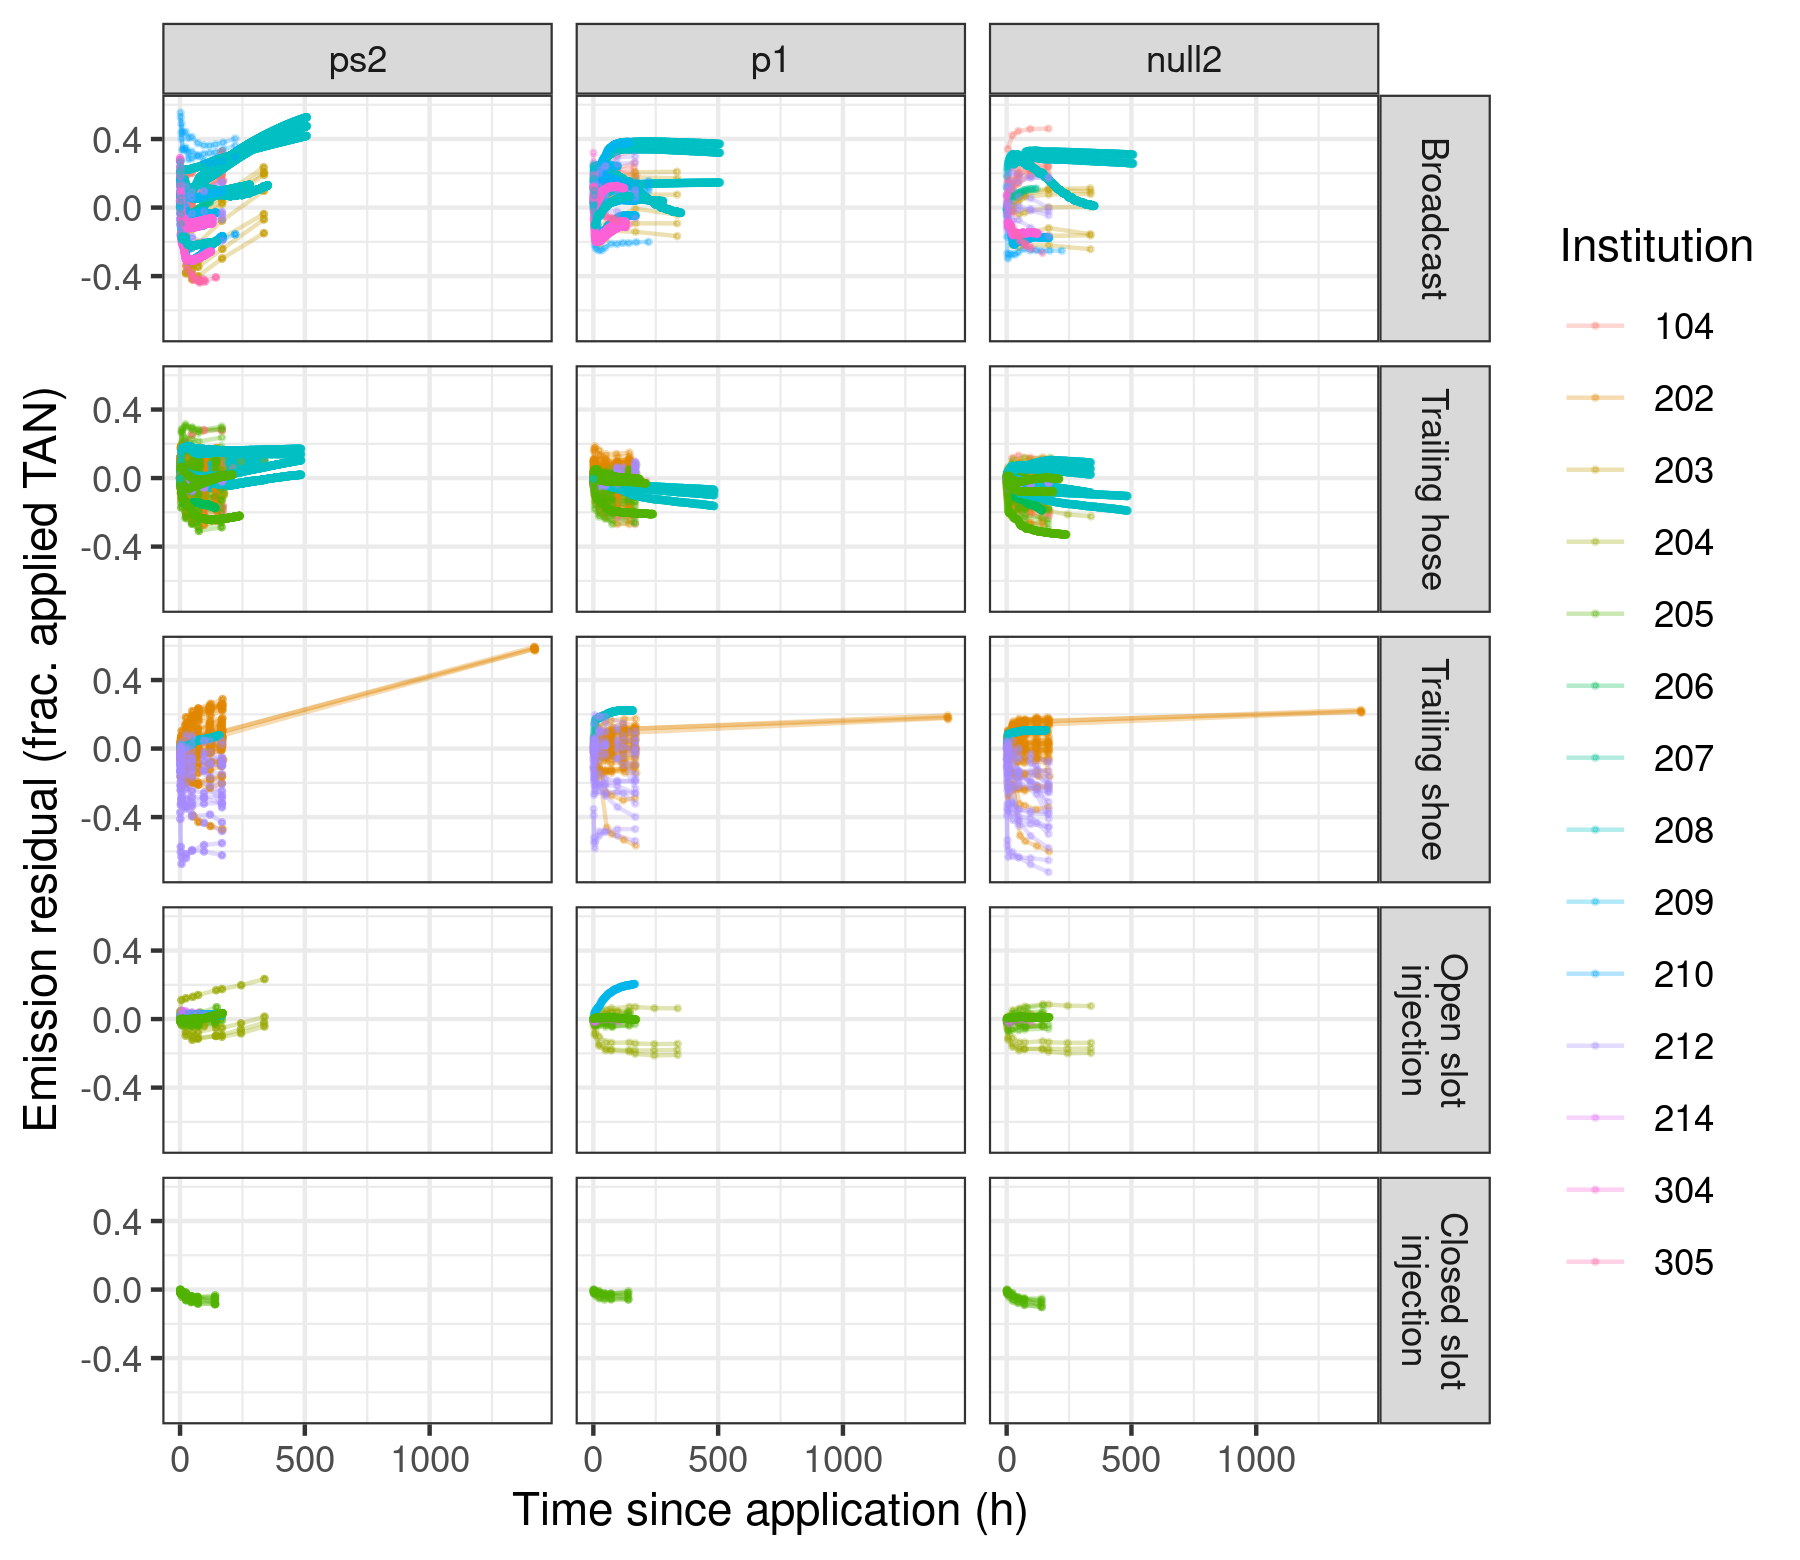 ps2
p1
null2
Emission residual (frac. applied TAN)
0.4
0.0
-0.4
Broadcast
0.4
0.0
-0.4
Trailing hose
0.4
0.0
-0.4
Trailing shoe
0.4
0.0
-0.4
Open slot
injection
0.4
0.0
-0.4
Closed slot
injection
0 500 1000
0 500 1000
0 500 1000
Time since application (h)
Institution
104
202
203
204
205
206
207
208
209
210
212
214
304
305